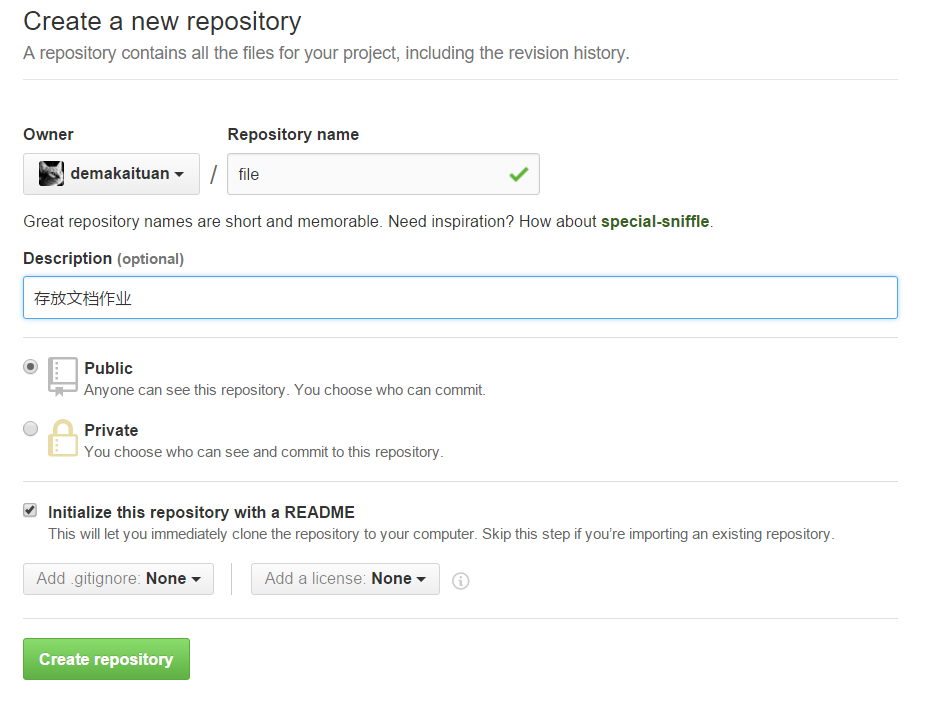 Create a new repository
A repository contains all the files for your project, including the revision history.
Owner
Repository name
demakaituan / file
Great repository names are short and memorable. Need inspiration? How about special-sniffle.
Description (optional)
存放文档作业
Public
Anyone can see this repository. You choose who can commit.
Private
You choose who can see and commit to this repository.
Initialize this repository with a README
This will let you immediately clone the repository to your computer. Skip this step if you’re importing an existing repository.
Add .gitignore: None
Add a license: None
Create repository